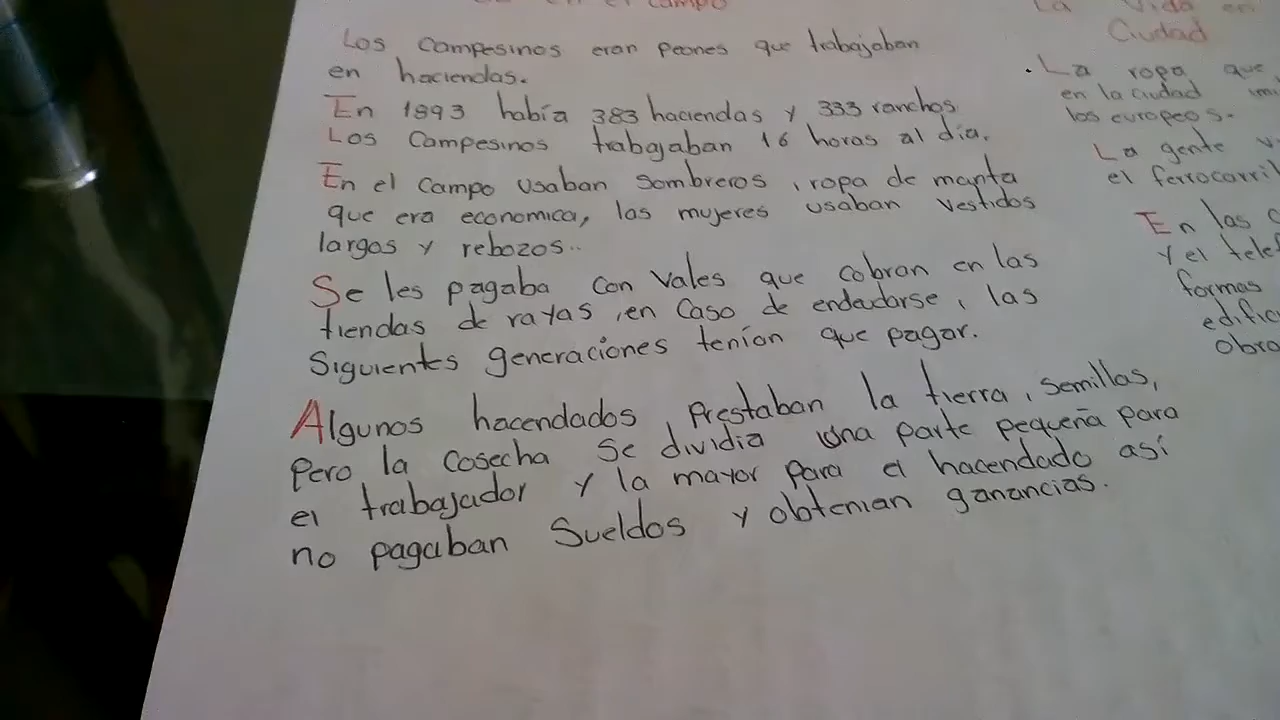 en el campo
Los campesinos eran peones que trabajaban
en haciendas.
En 1893 había 383 haciendas y 333 ranchos.
Los Campesinos trabajaban 16 horas al día.
En el Campo usaban sombreros, ropa de manta
que era economica, las mujeres usaban vestidos
largos y rebozos..
Se les pagaba con vales que cobran en las
tiendas de rayas, en caso de endeudarse, las
Siguientes generaciones tenían que pagar.
Algunos hacendados prestaban la tierra, semillas,
pero la cosecha se dividia una parte pequeña para
el trabajador y la mayor para el hacendado así
no pagaban Sueldos y obtenian ganancias.
La Vida en
Ciudad
. La ropa que
en la ciudad
los europeos.
La gente
el ferrocarril
En las
y el
formas